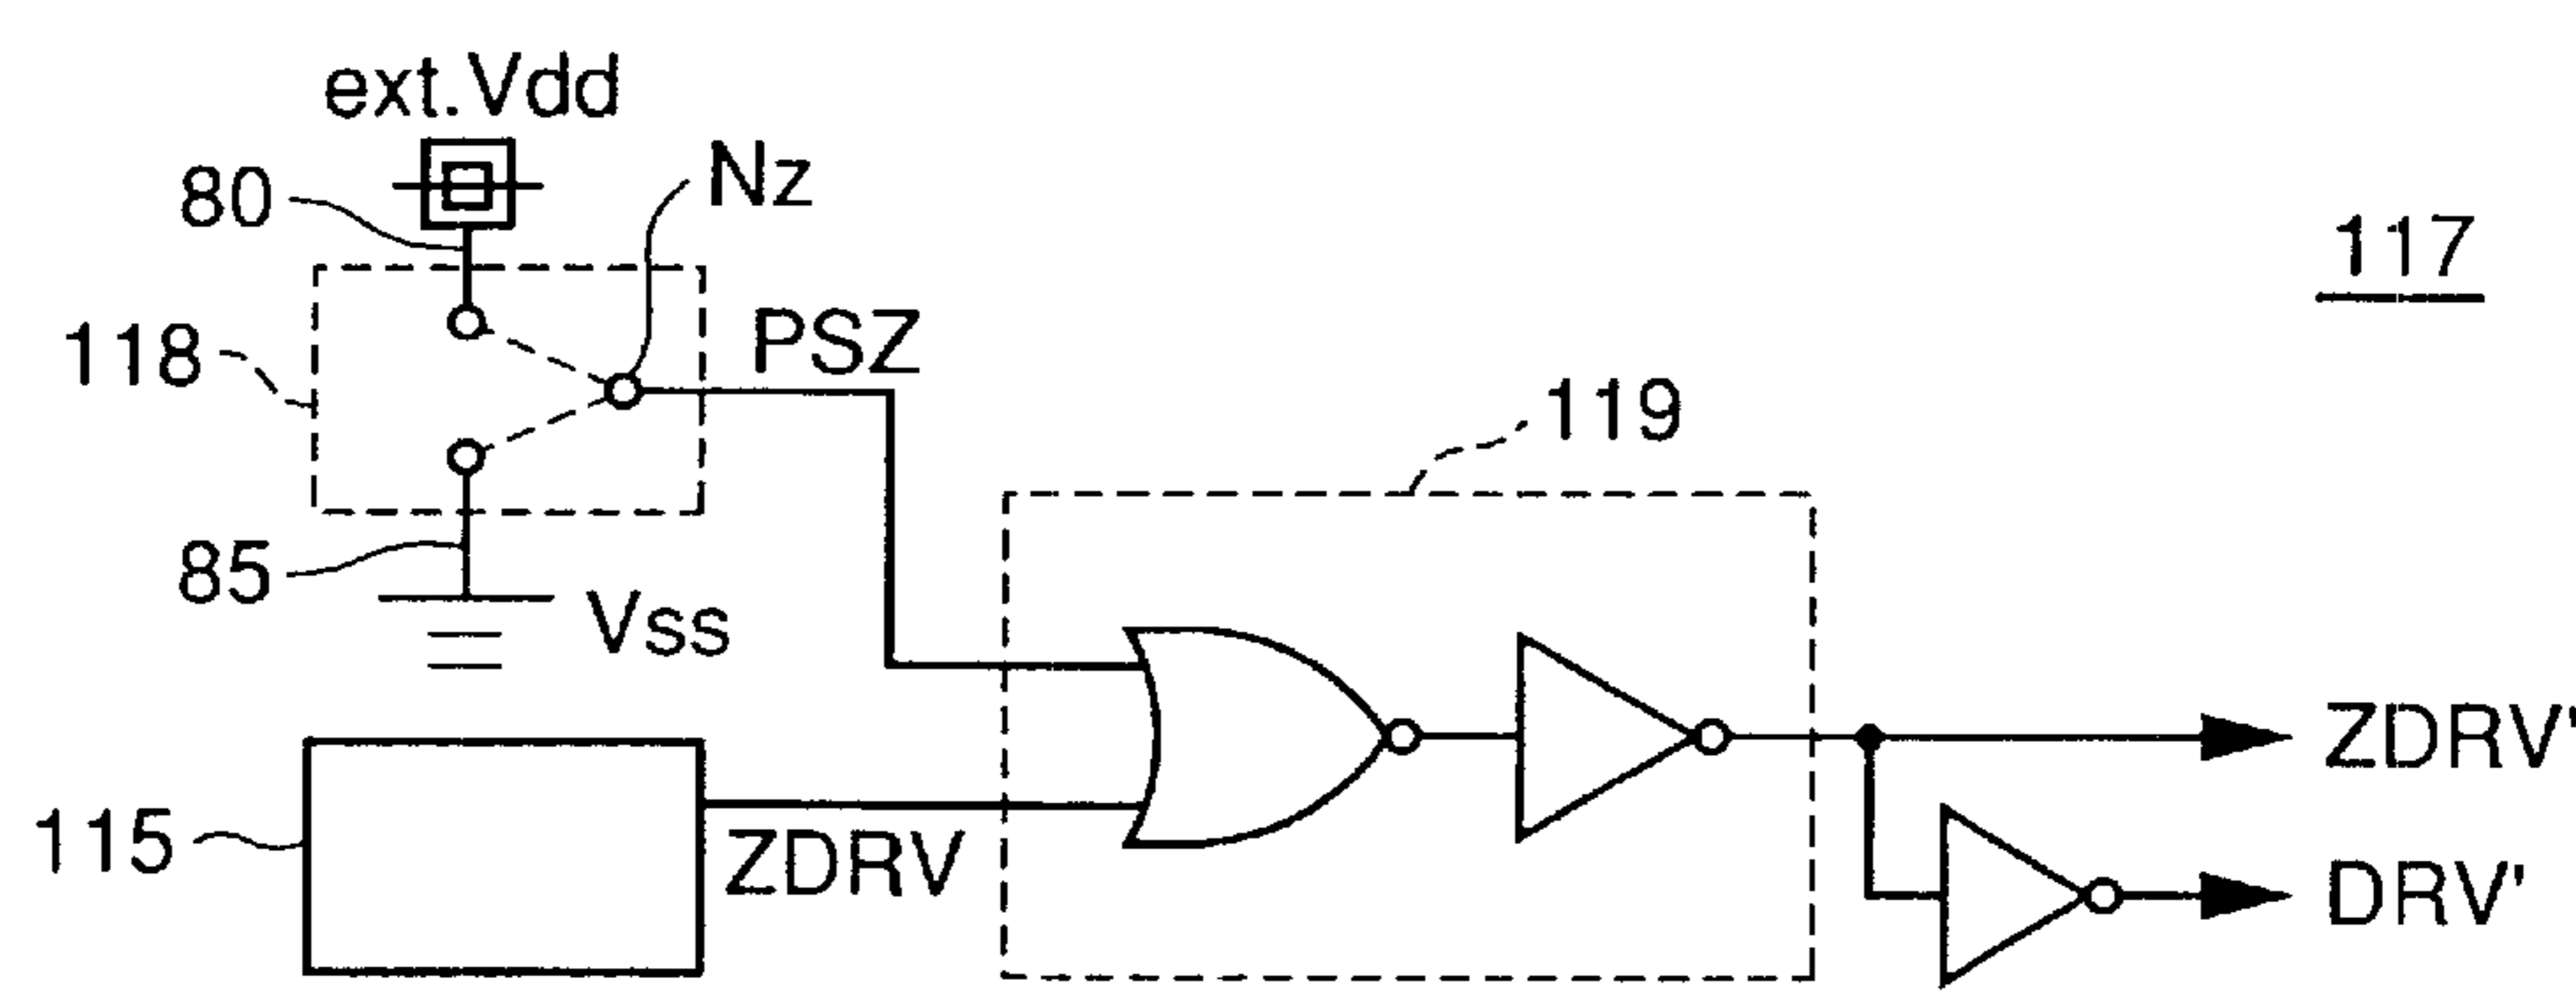 ext.Vdd
80
Nz
117
118
PSZ
119
85
Vss
ZDRV'
115
ZDRV
DRV'